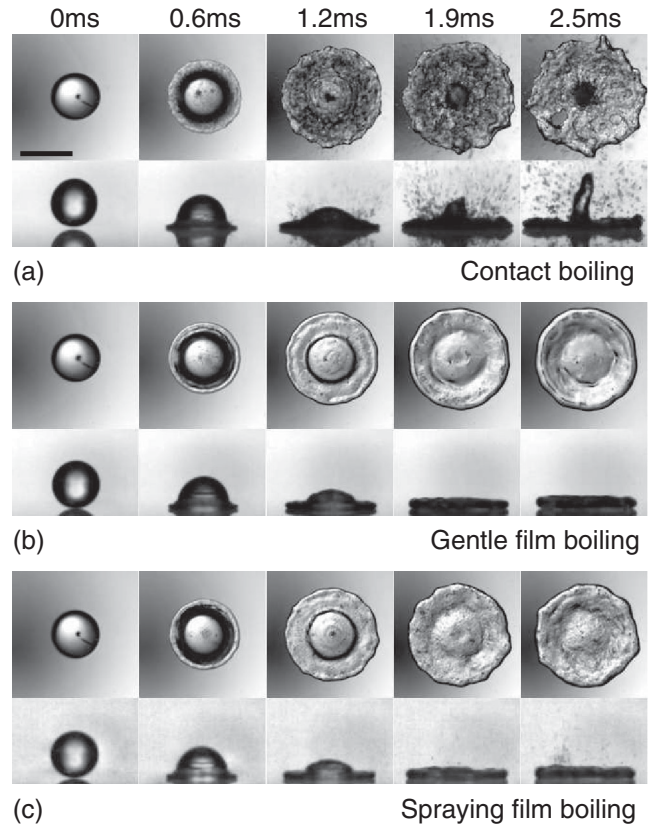 0ms 0.6ms 1.2ms 1.9ms 2.5ms
(a) Contact boiling
(b) Gentle film boiling
(c) Spraying film boiling